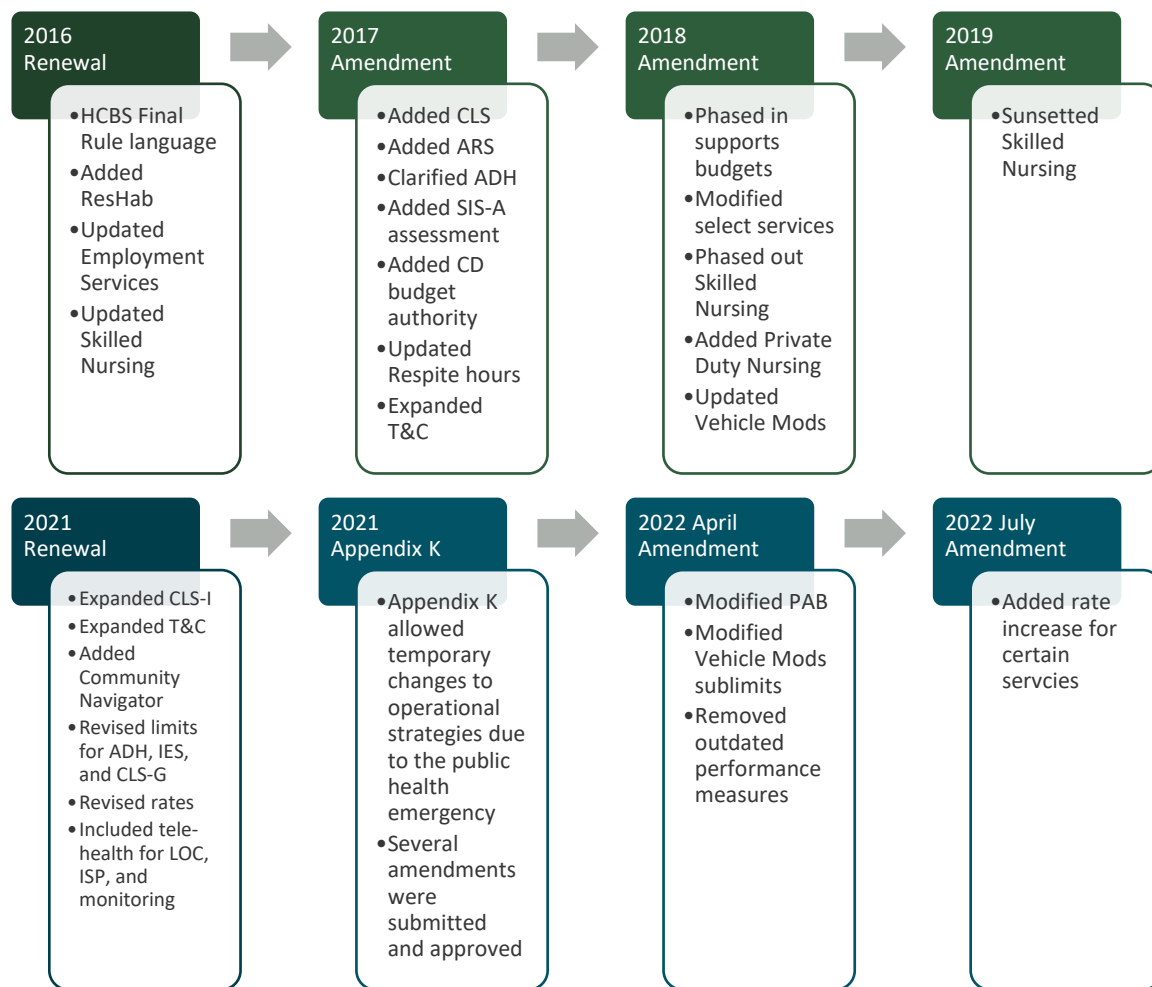 2016
Renewal
•HCBS Final
Rule language
•Added
ResHab
•Updated
Employment
Services
•Updated
Skilled
Nursing
2017
Amendment
•Added CLS
•Added ARS
•Clarified ADH
•Added SIS-A
assessment
•Added CD
budget
authority
•Updated
Respite hours
•Expanded
T&C
2018
Amendment
•Phased in
supports
budgets
•Modified
select services
•Phased out
Skilled
Nursing
•Added Private
Duty Nursing
•Updated
Vehicle Mods
2019
Amendment
•Sunsetted
Skilled
Nursing
2021
Renewal
•Expanded CLS-I
•Expanded T&C
•Added
Community
Navigator
•Revised limits
for ADH, IES,
and CLS-G
•Revised rates
•Included tele-
health for LOC,
ISP, and
monitoring
2021
Appendix K
•Appendix K
allowed
temporary
changes to
operational
strategies due
to the public
health
emergency
•Several
amendments
were
submitted
and approved
2022 April
Amendment
•Modified PAB
•Modified
Vehicle Mods
sublimits
•Removed
outdated
performance
measures
2022 July
Amendment
•Added rate
increase for
certain
servcies